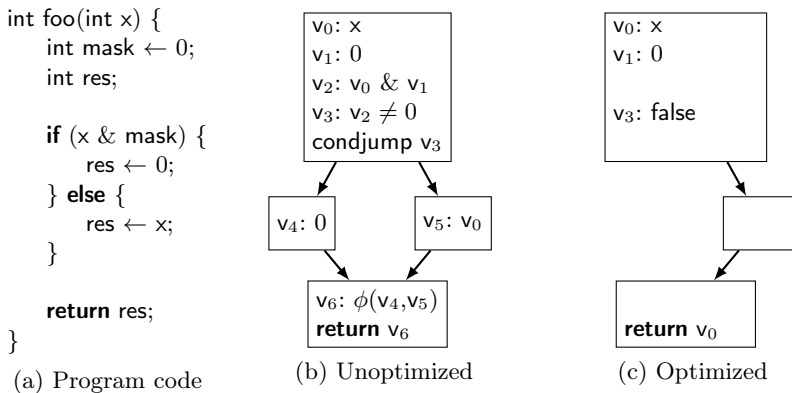 int foo(int x) {
int mask ← 0;
int res;
if (x & mask) {
res ← 0;
} else {
res ← x;
}
return res;
}
(a) Program code
v₀: x
v₁: 0
v₂: v₀ & v₁
v₃: v₂ ≠ 0
condjump v₃
v₄: 0
v₅: v₀
v₆: ϕ(v₄,v₅)
return v₆
(b) Unoptimized
v₀: x
v₁: 0
v₃: false
return v₀
(c) Optimized